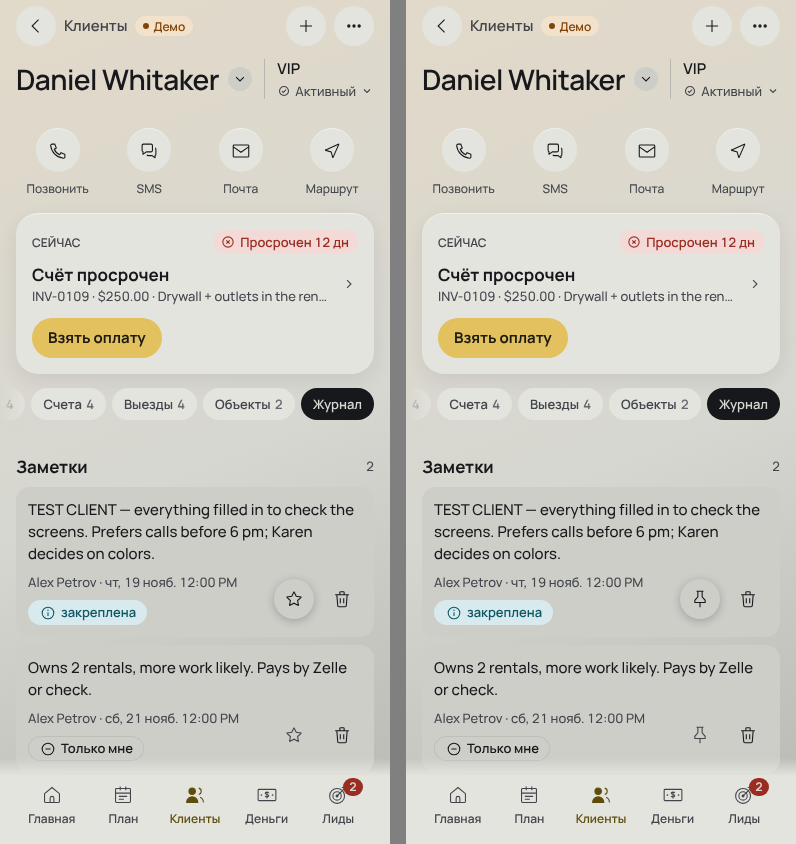 Клиенты
Демо
Daniel Whitaker
VIP
Активный
Позвонить
SMS
Почта
Маршрут
СЕЙЧАС
Просрочен 12 дн
Счёт просрочен
INV-0109 · $250.00 · Drywall + outlets in the ren…
Взять оплату
4
Счета 4
Выезды 4
Объекты 2
Журнал
Заметки
2
TEST CLIENT — everything filled in to check the
screens. Prefers calls before 6 pm; Karen
decides on colors.
Alex Petrov · чт, 19 нояб. 12:00 PM
закреплена
Owns 2 rentals, more work likely. Pays by Zelle
or check.
Alex Petrov · сб, 21 нояб. 12:00 PM
Только мне
2
Главная
План
Клиенты
Деньги
Лиды
Клиенты
Демо
Daniel Whitaker
VIP
Активный
Позвонить
SMS
Почта
Маршрут
СЕЙЧАС
Просрочен 12 дн
Счёт просрочен
INV-0109 · $250.00 · Drywall + outlets in the ren…
Взять оплату
4
Счета 4
Выезды 4
Объекты 2
Журнал
Заметки
2
TEST CLIENT — everything filled in to check the
screens. Prefers calls before 6 pm; Karen
decides on colors.
Alex Petrov · чт, 19 нояб. 12:00 PM
закреплена
Owns 2 rentals, more work likely. Pays by Zelle
or check.
Alex Petrov · сб, 21 нояб. 12:00 PM
Только мне
2
Главная
План
Клиенты
Деньги
Лиды